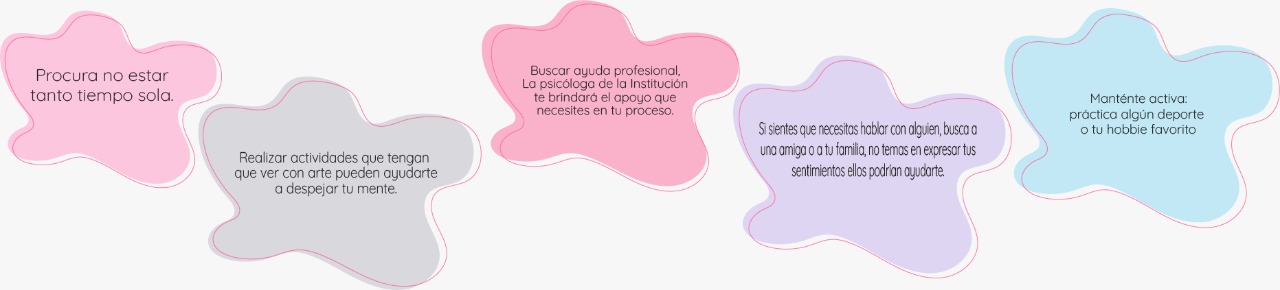 Procura no estar
tanto tiempo sola.
Realizar actividades que tengan
que ver con arte pueden ayudarte
a despejar tu mente.
Buscar ayuda profesional,
La psicóloga de la Institución
te brindará el apoyo que
necesites en tu proceso.
Si sientes que necesitas hablar con alguien, busca a
una amiga o a tu familia, no temas en expresar tus
sentimientos ellos podrían ayudarte.
Manténte activa:
práctica algún deporte
o tu hobbie favorito